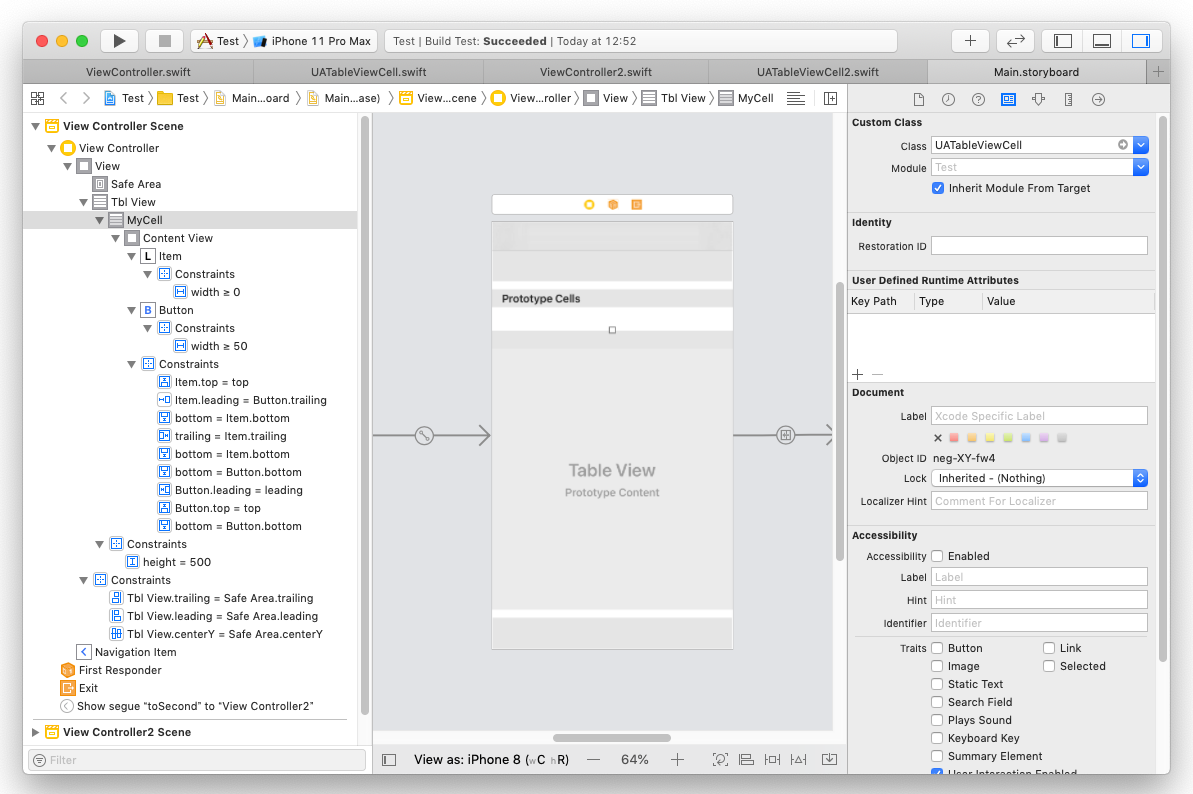 Test iPhone 11 Pro Max
Test | Build Test: Succeeded | Today at 12:52
ViewController.swift UATableViewCell.swift ViewController2.swift UATableViewCell2.swift Main.storyboard
Test Test Main...oard Main...ase) View...cene View...roller View Tbl View MyCell
View Controller Scene
View Controller
View
Safe Area
Tbl View
MyCell
Content View
L Item
Constraints
width ≥ 0
B Button
Constraints
width ≥ 50
Constraints
Item.top = top
Item.leading = Button.trailing
bottom = Item.bottom
trailing = Item.trailing
bottom = Item.bottom
bottom = Button.bottom
Button.leading = leading
Button.top = top
bottom = Button.bottom
Constraints
height = 500
Constraints
Tbl View.trailing = Safe Area.trailing
Tbl View.leading = Safe Area.leading
Tbl View.centerY = Safe Area.centerY
Navigation Item
First Responder
Exit
Show segue “toSecond” to “View Controller2”
View Controller2 Scene
Filter
Prototype Cells
Table View
Prototype Content
View as: iPhone 8 (wC hR) — 64% +
Custom Class
Class UATableViewCell
Module Test
Inherit Module From Target
Identity
Restoration ID
User Defined Runtime Attributes
Key Path Type Value
Document
Label Xcode Specific Label
Object ID neg-XY-fw4
Lock Inherited - (Nothing)
Localizer Hint Comment For Localizer
Accessibility
Accessibility Enabled
Label Label
Hint Hint
Identifier Identifier
Traits Button Link
Image Selected
Static Text
Search Field
Plays Sound
Keyboard Key
Summary Element
User Interaction Enabled